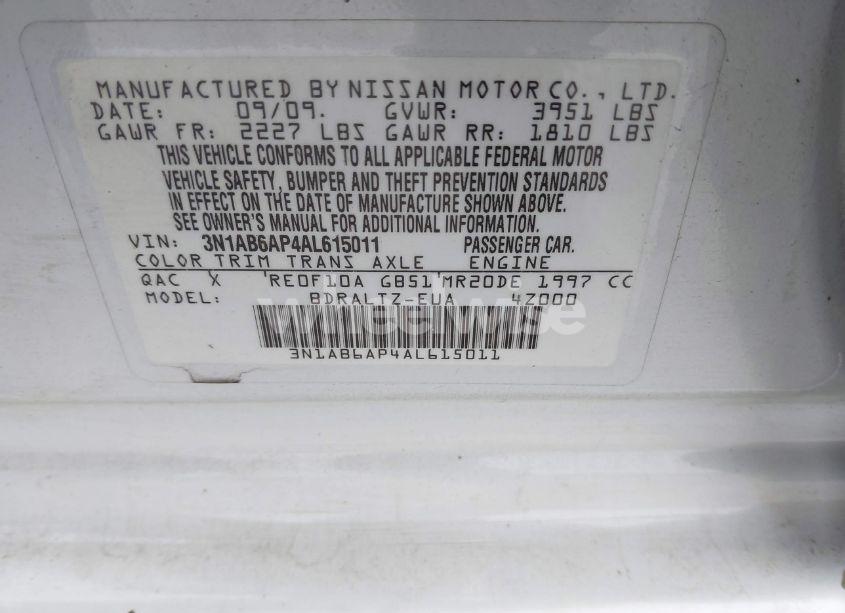 MANUFACTURED BY NISSAN MOTOR CO., LTD.
DATE: 09/09. GVWR: 3951 LBS
GAWR FR: 2227 LBS GAWR RR: 1810 LBS
THIS VEHICLE CONFORMS TO ALL APPLICABLE FEDERAL MOTOR
VEHICLE SAFETY, BUMPER AND THEFT PREVENTION STANDARDS
IN EFFECT ON THE DATE OF MANUFACTURE SHOWN ABOVE.
SEE OWNER'S MANUAL FOR ADDITIONAL INFORMATION.
VIN: 3N1AB6AP4AL615011 PASSENGER CAR.
COLOR TRIM TRANS AXLE ENGINE
QAC X 'RE0F10A GB51'MR20DE 1997 CC
MODEL: BDRALTZ-EUA 4Z000
wheelwise
3N1AB6AP4AL615011